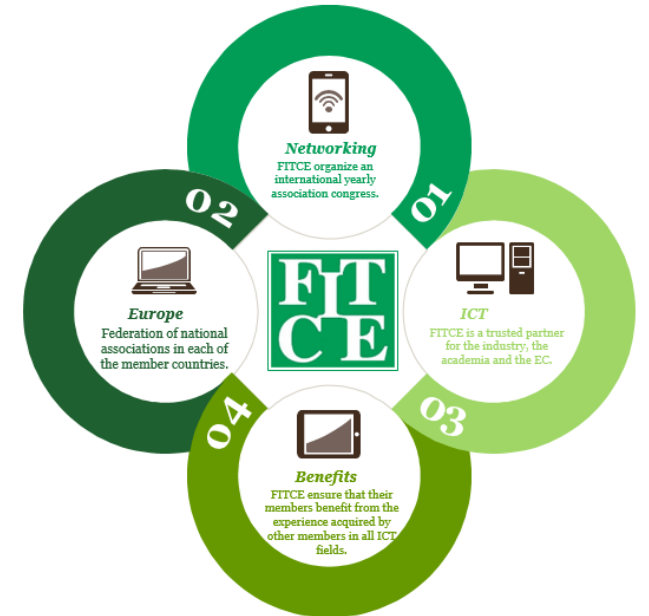 Networking
FITCE organize an
international yearly
association congress.
01
02
Europe
Federation of national
associations in each of
the member countries.
FIT
CE
ICT
FITCE is a trusted partner
for the industry, the
academia and the EC.
03
04
Benefits
FITCE ensure that their
members benefit from the
experience acquired by
other members in all ICT
fields.